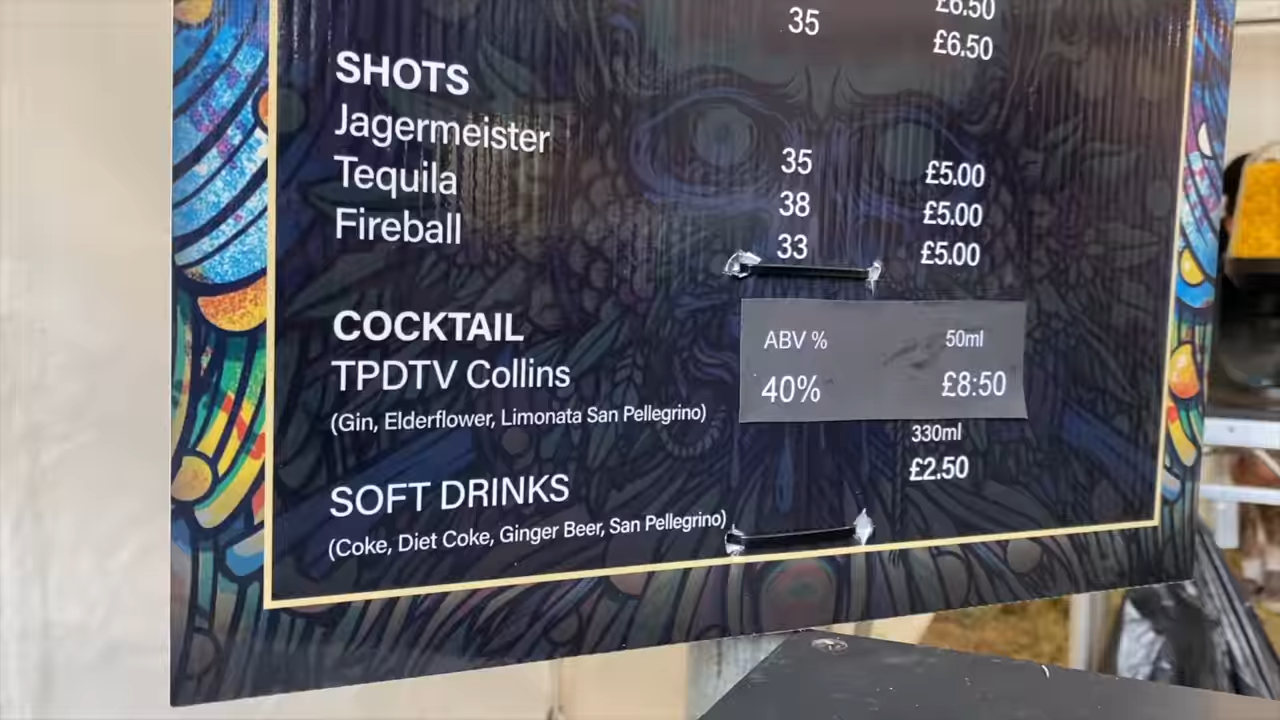 £6.50
35 £6.50
SHOTS
Jagermeister 35 £5.00
Tequila 38 £5.00
Fireball 33 £5.00
COCKTAIL ABV % 50ml
TPDTV Collins 40% £8:50
(Gin, Elderflower, Limonata San Pellegrino)
330ml
SOFT DRINKS £2.50
(Coke, Diet Coke, Ginger Beer, San Pellegrino)